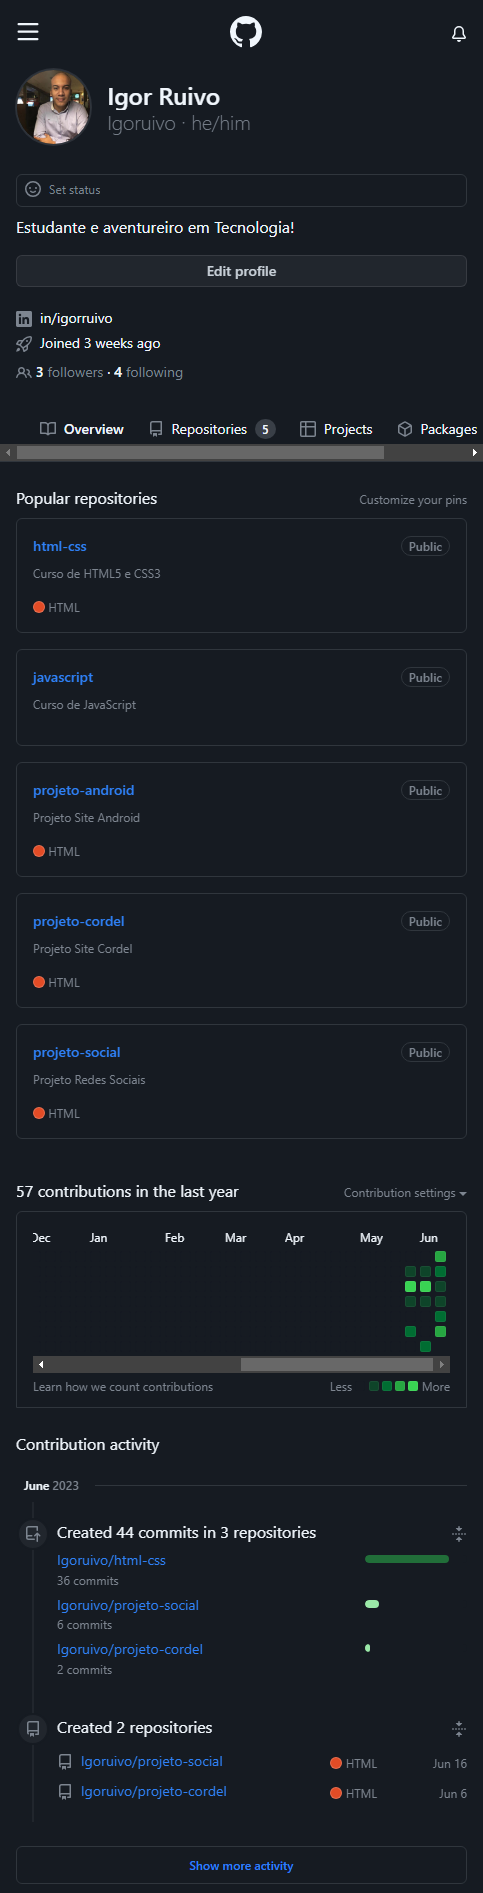 Igor Ruivo
Igoruivo · he/him
Set status
Estudante e aventureiro em Tecnologia!
Edit profile
in/igorruivo
Joined 3 weeks ago
3 followers · 4 following
Overview Repositories 5 Projects Packages
Popular repositories Customize your pins
html-css Public
Curso de HTML5 e CSS3
HTML
javascript Public
Curso de JavaScript
projeto-android Public
Projeto Site Android
HTML
projeto-cordel Public
Projeto Site Cordel
HTML
projeto-social Public
Projeto Redes Sociais
HTML
57 contributions in the last year Contribution settings
Dec Jan Feb Mar Apr May Jun
Learn how we count contributions Less More
Contribution activity
June 2023
Created 44 commits in 3 repositories
Igoruivo/html-css
36 commits
Igoruivo/projeto-social
6 commits
Igoruivo/projeto-cordel
2 commits
Created 2 repositories
Igoruivo/projeto-social HTML Jun 16
Igoruivo/projeto-cordel HTML Jun 6
Show more activity